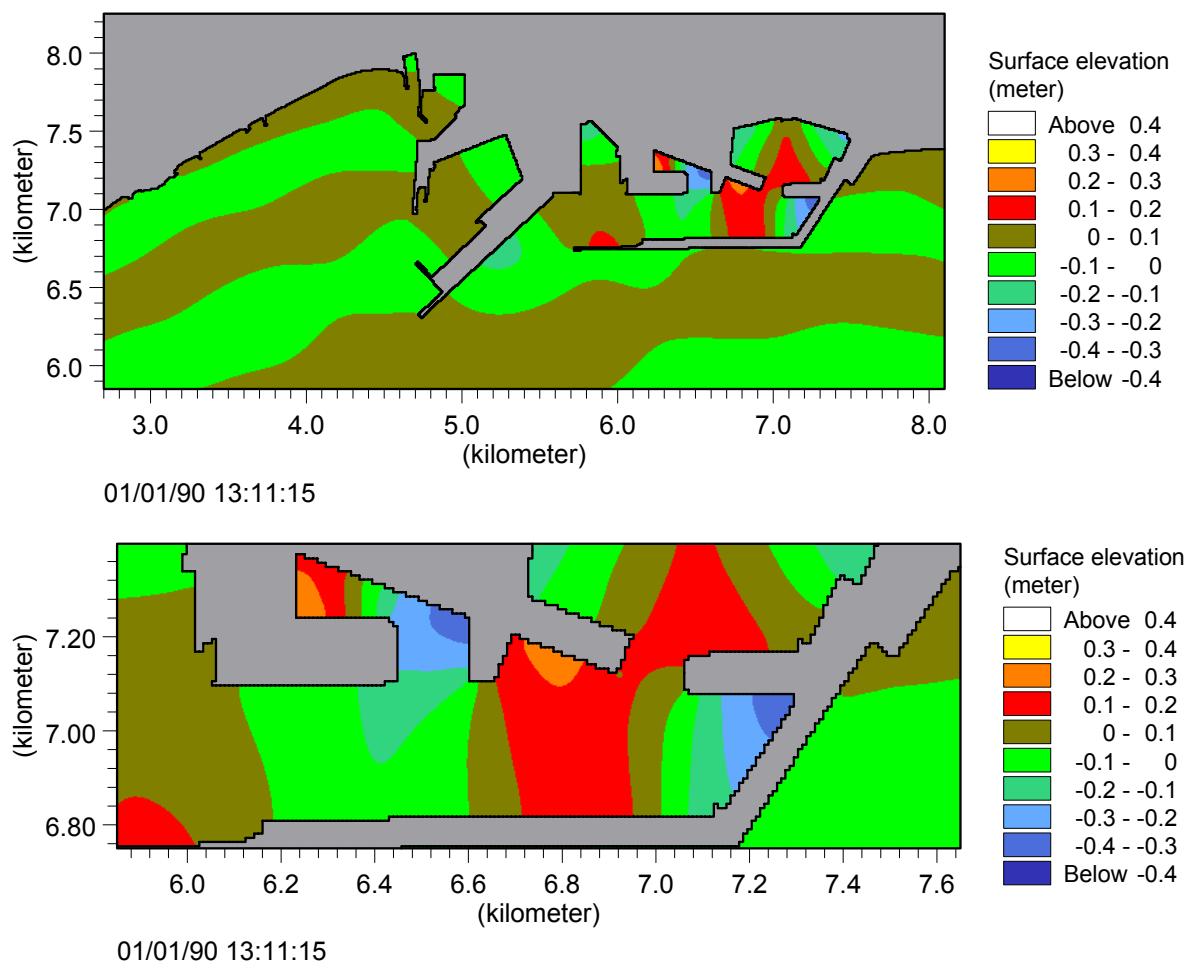 8.0
7.5
7.0
6.5
6.0
(kilometer)
3.0 4.0 5.0 6.0 7.0 8.0
(kilometer)
01/01/90 13:11:15
Surface elevation
(meter)
Above 0.4
0.3 - 0.4
0.2 - 0.3
0.1 - 0.2
0 - 0.1
-0.1 - 0
-0.2 - -0.1
-0.3 - -0.2
-0.4 - -0.3
Below -0.4
7.20
7.00
6.80
(kilometer)
6.0 6.2 6.4 6.6 6.8 7.0 7.2 7.4 7.6
(kilometer)
01/01/90 13:11:15
Surface elevation
(meter)
Above 0.4
0.3 - 0.4
0.2 - 0.3
0.1 - 0.2
0 - 0.1
-0.1 - 0
-0.2 - -0.1
-0.3 - -0.2
-0.4 - -0.3
Below -0.4